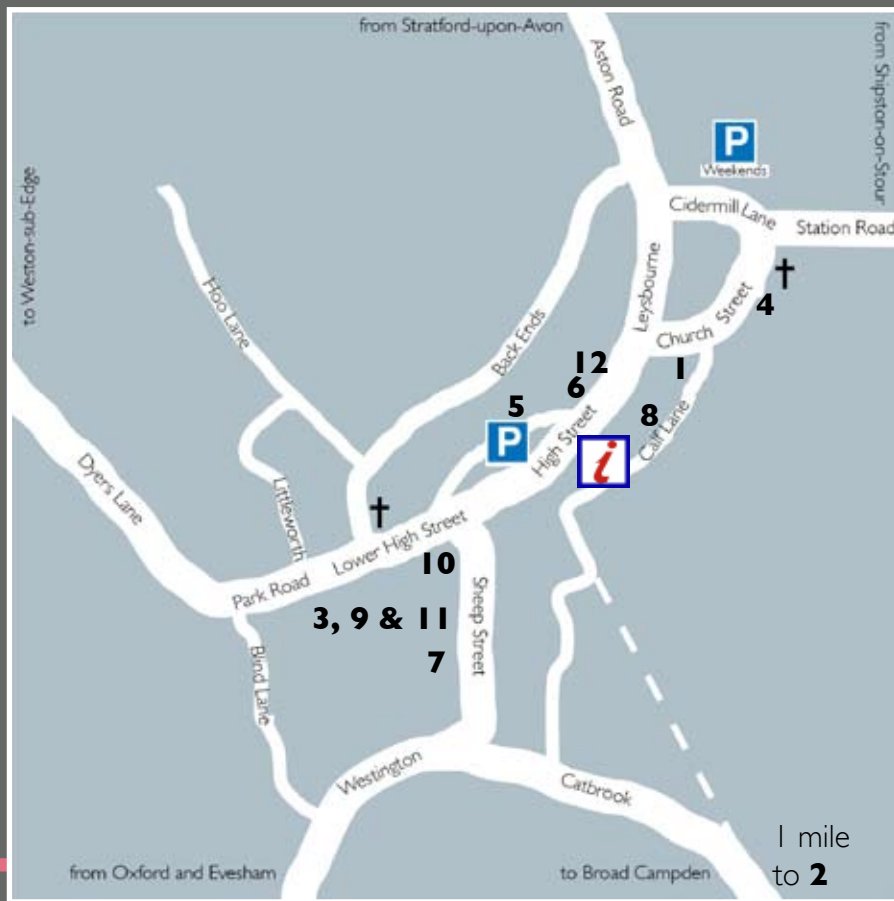 from Stratford-upon-Avon
from Shipston-on-Stour
Aston Road
P
Weekends
to Weston-sub-Edge
Cidermill Lane
Station Road
Hoo Lane
Leysbourne
4
Church Street
Back Ends
12
1
6
5
8
P
High Street
i
Calf Lane
Dyers Lane
Littleworth
Lower High Street
10
Park Road
Sheep Street
3, 9 & 11
7
Blind Lane
Westington
Catbrook
1 mile
to 2
from Oxford and Evesham
to Broad Campden